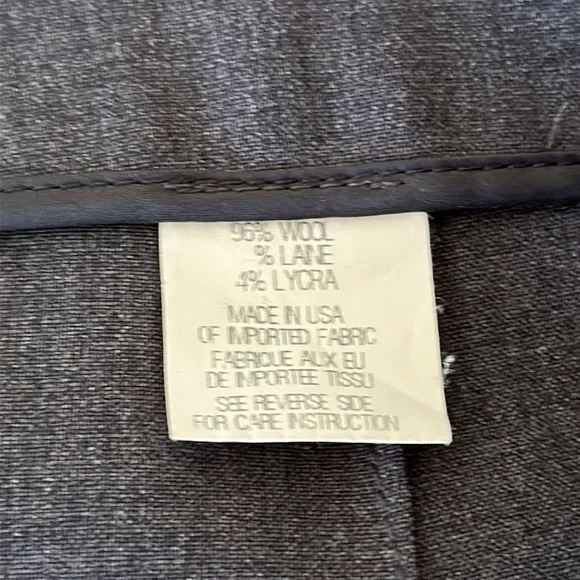 96% WOOL
% LAINE
4% LYCRA
MADE IN USA
OF IMPORTED FABRIC
FABRIQUE AUX EU
DE IMPORTEE TISSU
SEE REVERSE SIDE
FOR CARE INSTRUCTION